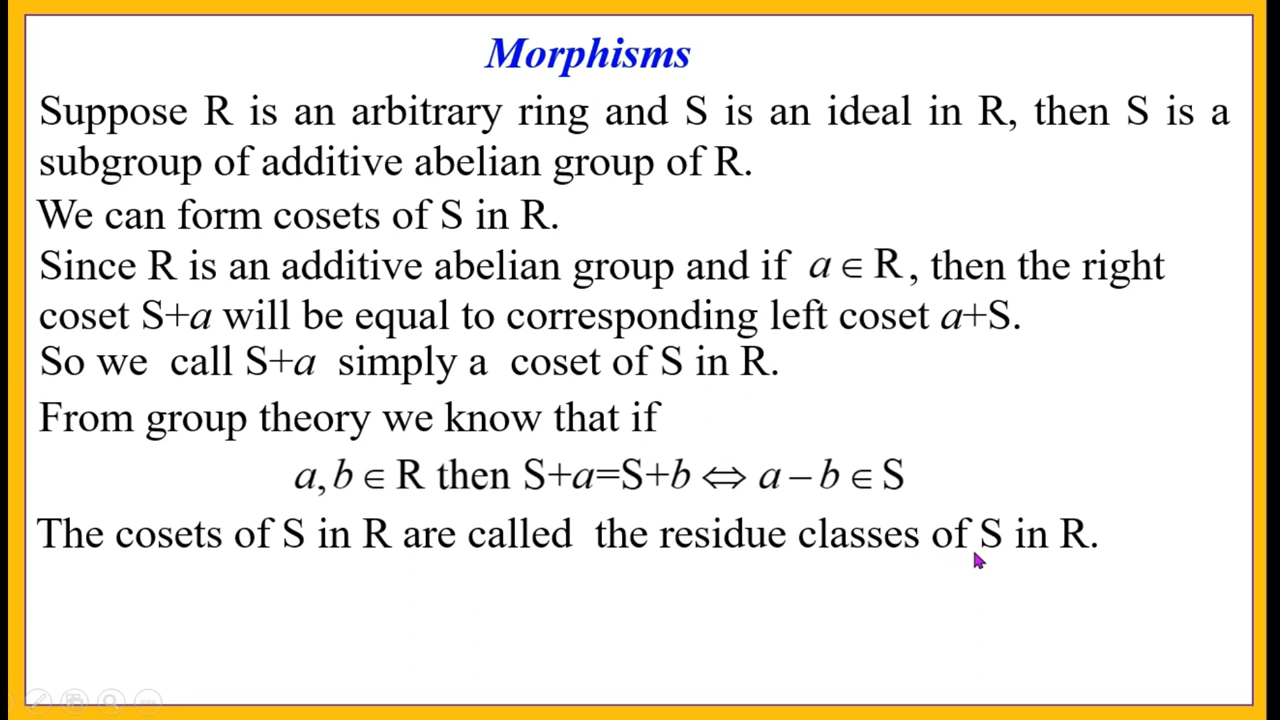 Morphisms
Suppose R is an arbitrary ring and S is an ideal in R, then S is a
subgroup of additive abelian group of R.
We can form cosets of S in R.
Since R is an additive abelian group and if a ∈ R, then the right
coset S+a will be equal to corresponding left coset a+S.
So we call S+a simply a coset of S in R.
From group theory we know that if
a, b ∈ R then S+a=S+b ⇔ a – b ∈ S
The cosets of S in R are called the residue classes of S in R.